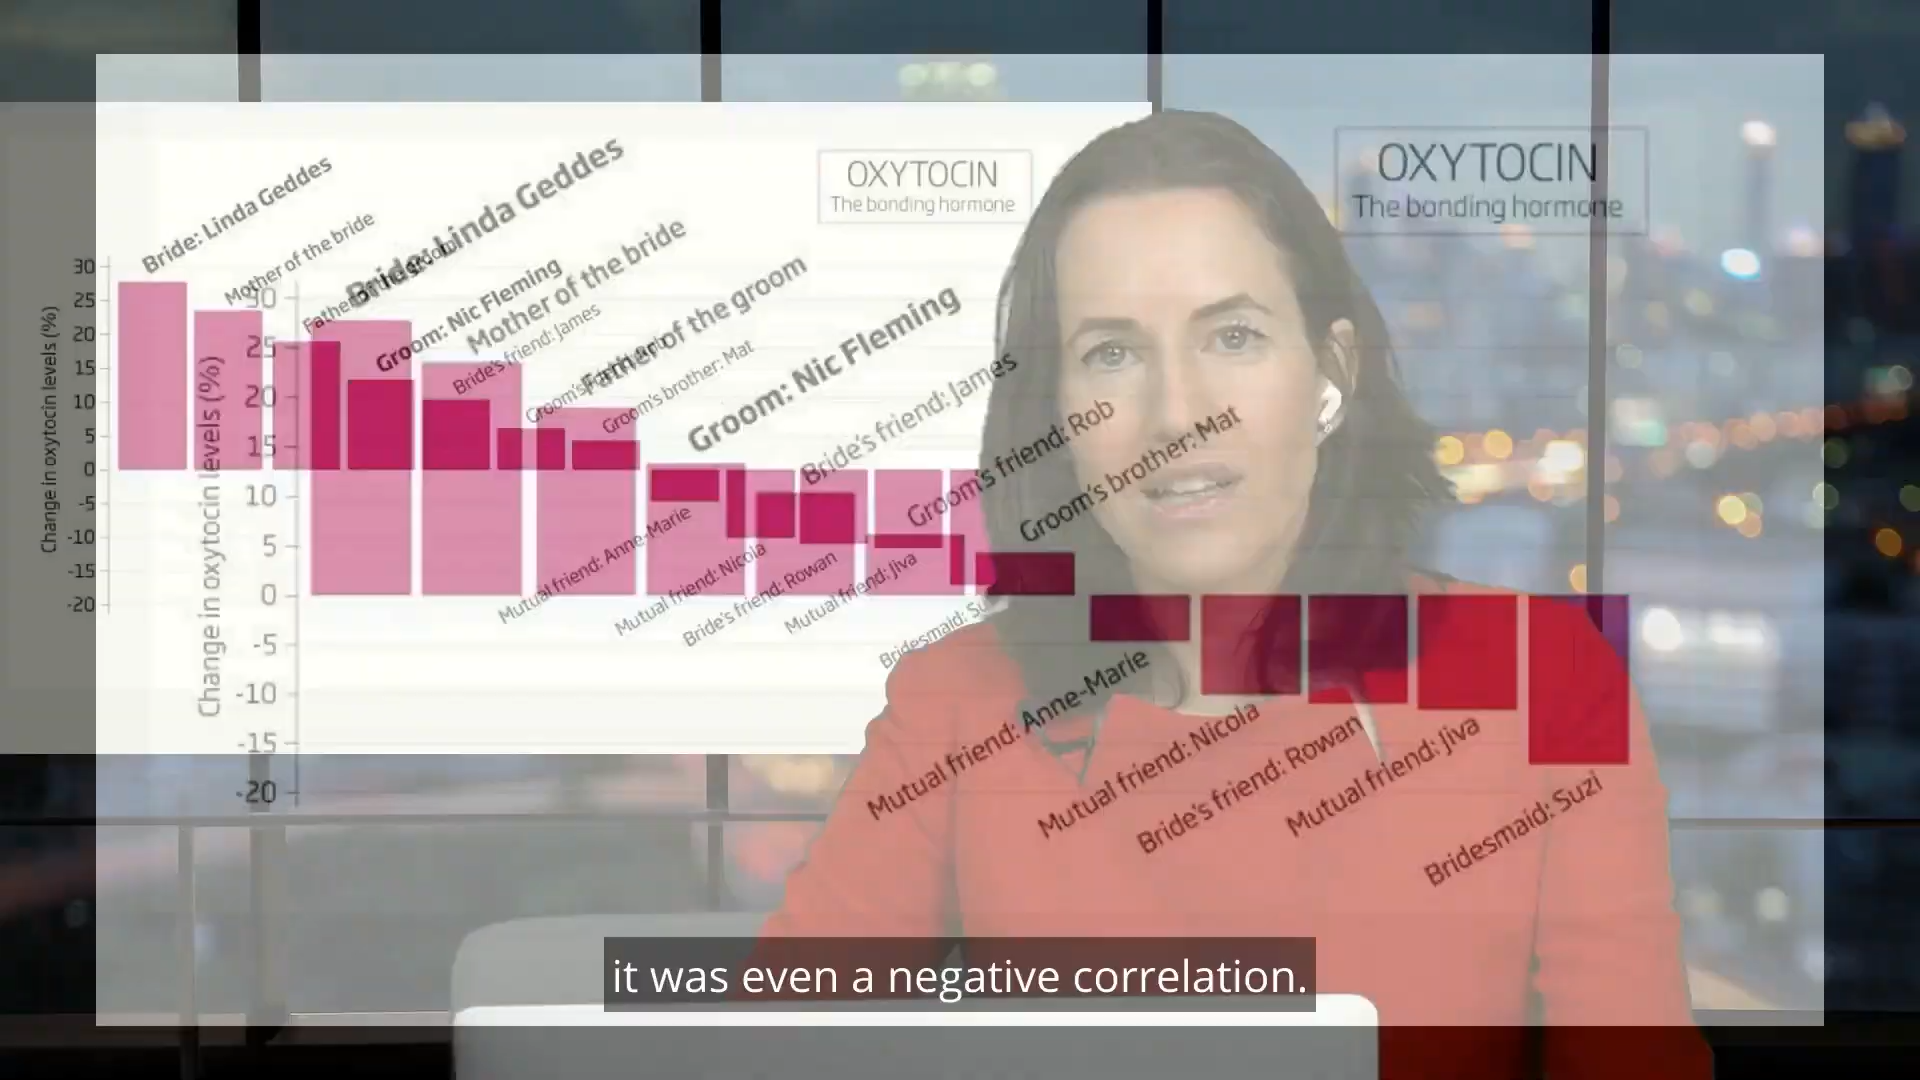 OXYTOCIN
The bonding hormone
Bride: Linda Geddes
Mother of the bride
Groom: Nic Fleming
Bride's friend: James
Groom's brother: Mat
Mutual friend: Anne-Marie
Mutual friend: Nicola
Bride's friend: Rowan
Mutual friend: Jiva
Bridesmaid:
Change in oxytocin levels (%)
30
25
20
15
10
5
0
-5
-10
-15
-20
OXYTOCIN
The bonding hormone
Bride: Linda Geddes
Mother of the bride
Father of the groom
Groom: Nic Fleming
Bride's friend: James
Groom's friend: Rob
Groom's brother: Mat
Mutual friend: Anne-Marie
Mutual friend: Nicola
Bride's friend: Rowan
Mutual friend: Jiva
Bridesmaid: Suzi
Change in oxytocin levels (%)
30
25
20
15
10
5
0
-5
-10
-15
-20
it was even a negative correlation.